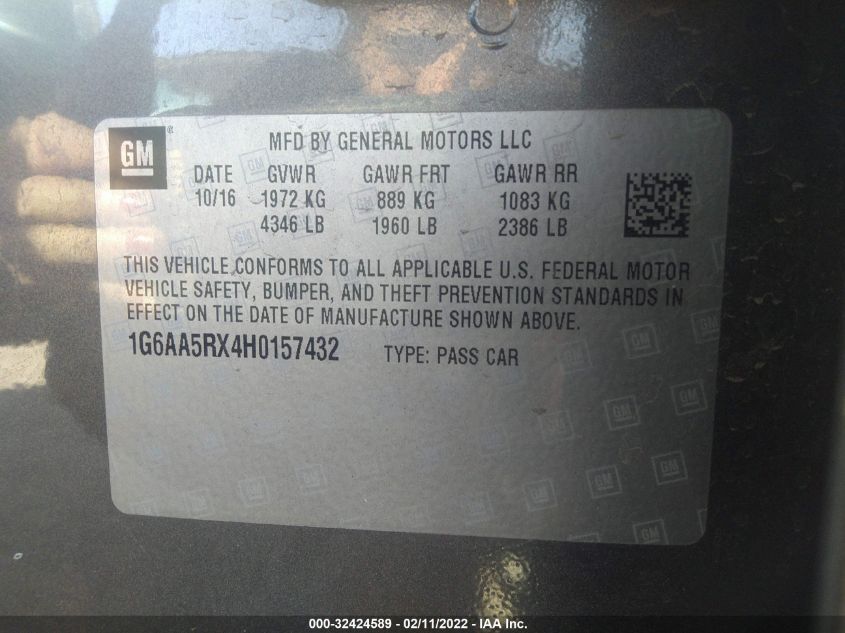 GM
MFD BY GENERAL MOTORS LLC
DATE GVWR GAWR FRT GAWR RR
10/16 1972 KG 889 KG 1083 KG
4346 LB 1960 LB 2386 LB
THIS VEHICLE CONFORMS TO ALL APPLICABLE U.S. FEDERAL MOTOR
VEHICLE SAFETY, BUMPER, AND THEFT PREVENTION STANDARDS IN
EFFECT ON THE DATE OF MANUFACTURE SHOWN ABOVE.
1G6AA5RX4H0157432 TYPE: PASS CAR
000-32424589 — 02/11/2022 — IAA Inc.